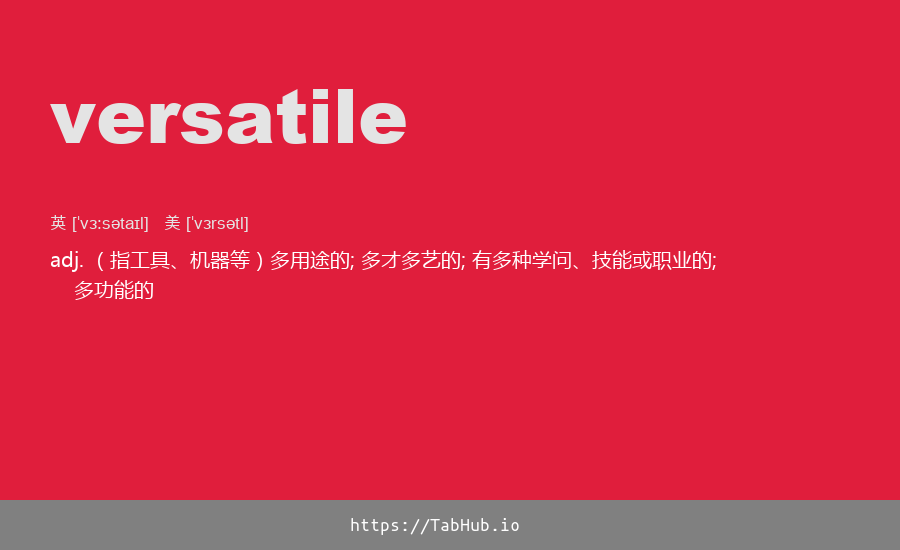 versatile
英 [ˈvɜːsətaɪl] 美 [ˈvɜrsətl]
adj. （指工具、机器等）多用途的; 多才多艺的; 有多种学问、技能或职业的;
多功能的
https://TabHub.io